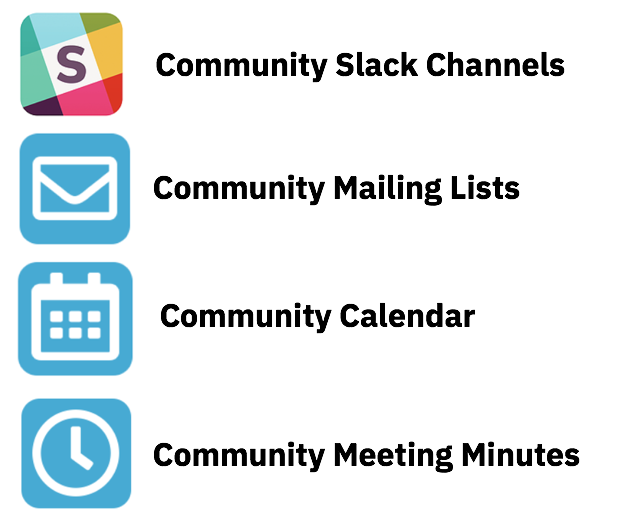 S
Community Slack Channels
Community Mailing Lists
Community Calendar
Community Meeting Minutes